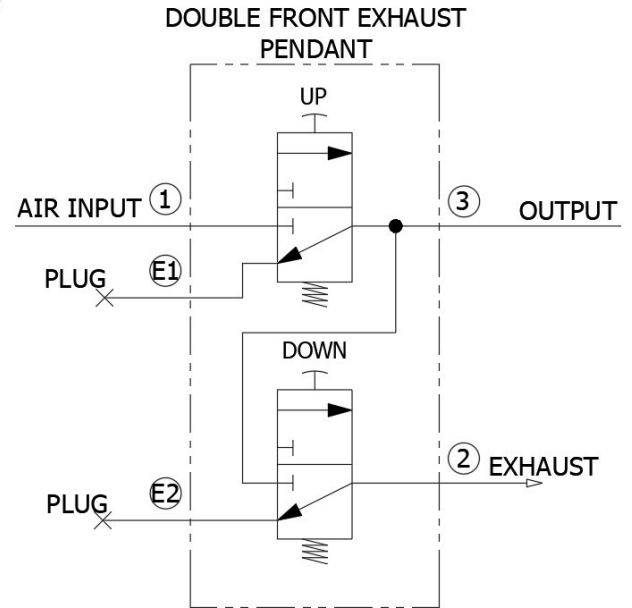 DOUBLE FRONT EXHAUST
PENDANT
UP
1
AIR INPUT
3
OUTPUT
E1
PLUG
DOWN
2
EXHAUST
E2
PLUG